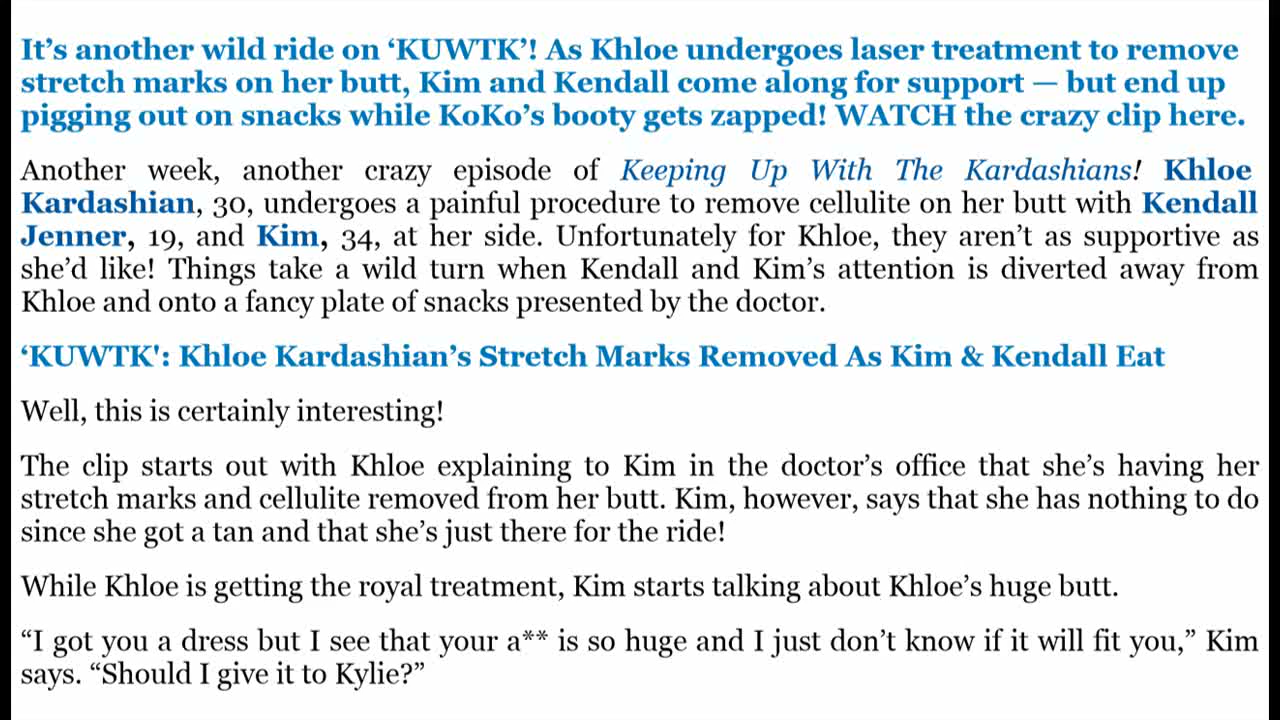 It’s another wild ride on ‘KUWTK’! As Khloe undergoes laser treatment to remove
stretch marks on her butt, Kim and Kendall come along for support — but end up
pigging out on snacks while KoKo’s booty gets zapped! WATCH the crazy clip here.
Another week, another crazy episode of Keeping Up With The Kardashians! Khloe
Kardashian, 30, undergoes a painful procedure to remove cellulite on her butt with Kendall
Jenner, 19, and Kim, 34, at her side. Unfortunately for Khloe, they aren’t as supportive as
she’d like! Things take a wild turn when Kendall and Kim’s attention is diverted away from
Khloe and onto a fancy plate of snacks presented by the doctor.
‘KUWTK': Khloe Kardashian’s Stretch Marks Removed As Kim & Kendall Eat
Well, this is certainly interesting!
The clip starts out with Khloe explaining to Kim in the doctor’s office that she’s having her
stretch marks and cellulite removed from her butt. Kim, however, says that she has nothing to do
since she got a tan and that she’s just there for the ride!
While Khloe is getting the royal treatment, Kim starts talking about Khloe’s huge butt.
“I got you a dress but I see that your a** is so huge and I just don’t know if it will fit you,” Kim
says. “Should I give it to Kylie?”